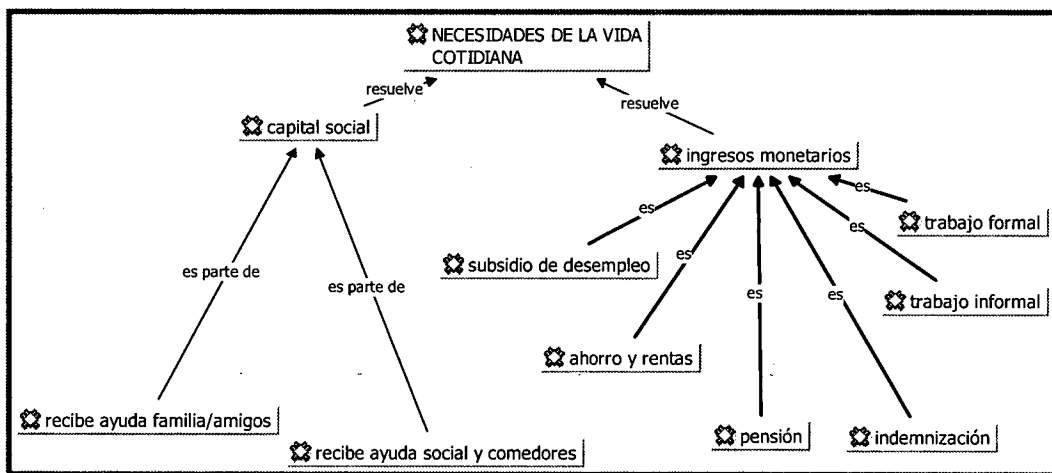 NECESIDADES DE LA VIDA
COTIDIANA
resuelve
resuelve
capital social
ingresos monetarios
es
trabajo formal
es
es
subsidio de desempleo
es
es parte de
es parte de
es
es
trabajo informal
ahorro y rentas
recibe ayuda familia/amigos
pensión
indemnización
recibe ayuda social y comedores